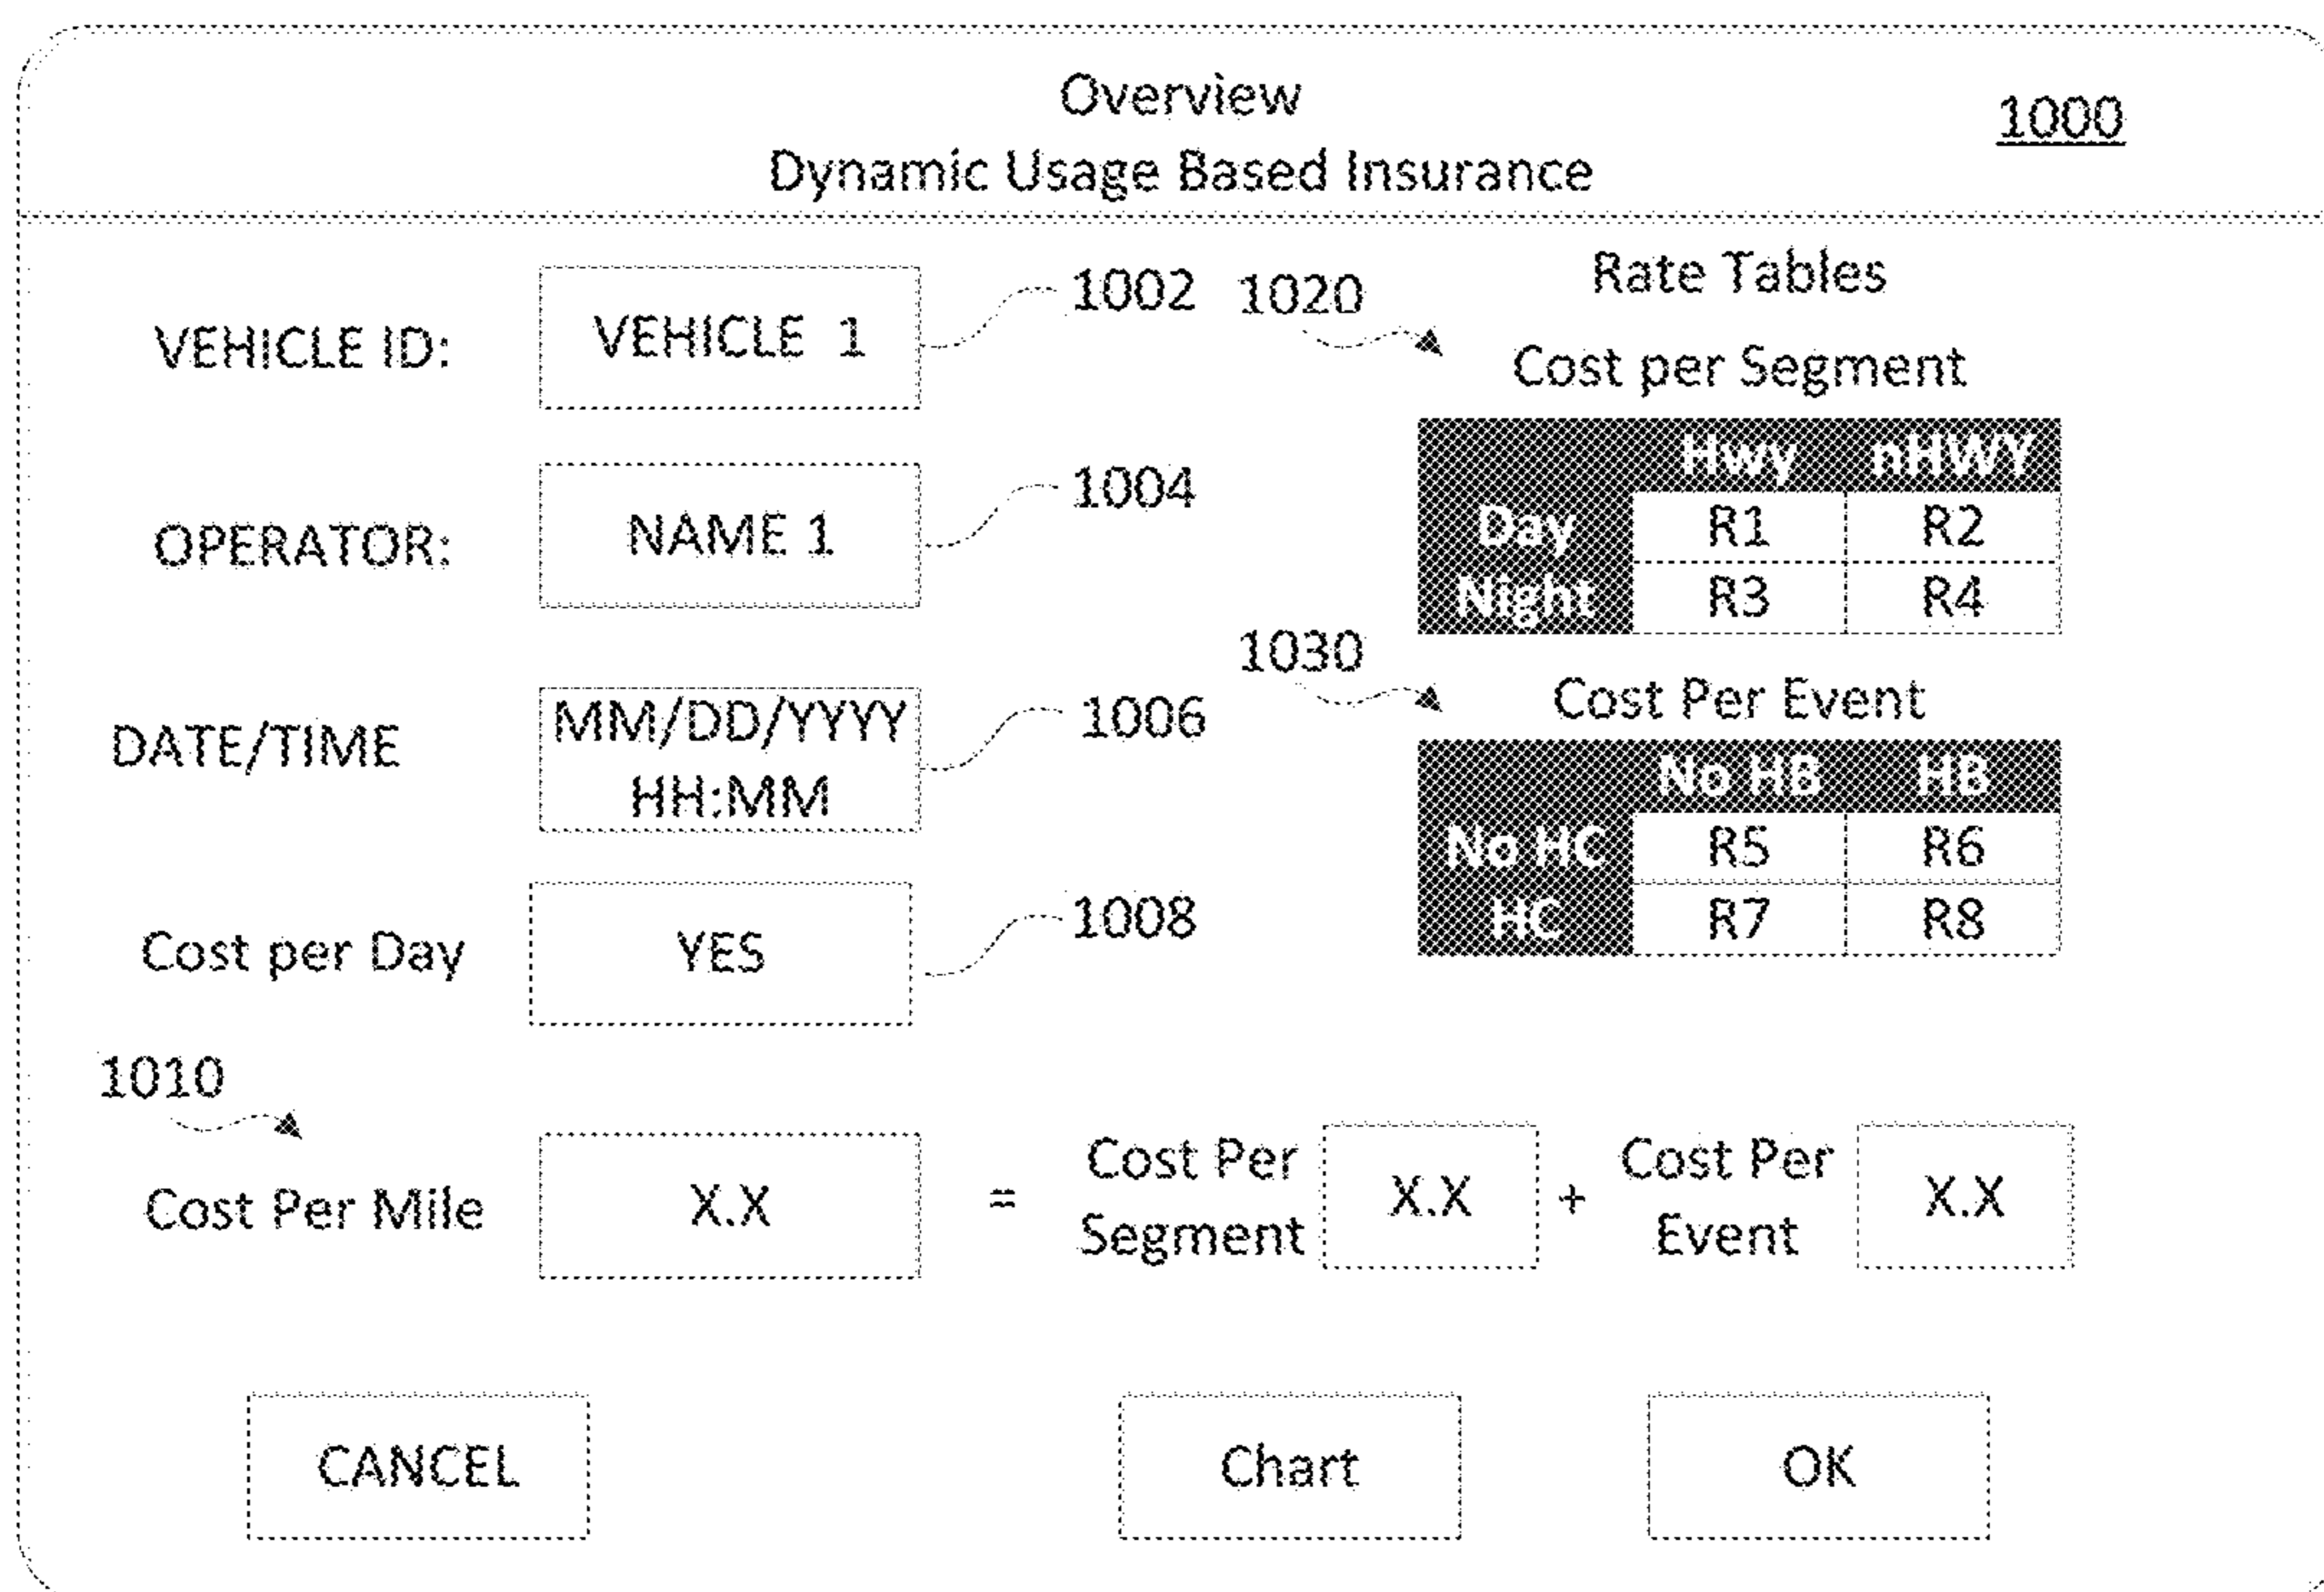 Overview
1000
Dynamic Usage Based Insurance
VEHICLE ID:
VEHICLE 1
1002
OPERATOR:
NAME 1
1004
DATE/TIME
MM/DD/YYYY
HH:MM
1006
Cost per Day
YES
1008
1020
Rate Tables
Cost per Segment
Hwy nHWY
Day R1 R2
Night R3 R4
1030
Cost Per Event
No HB HB
No HC R5 R6
HC R7 R8
1010
Cost Per Mile
X.X
=
Cost Per
Segment
X.X
+
Cost Per
Event
X.X
CANCEL
Chart
OK